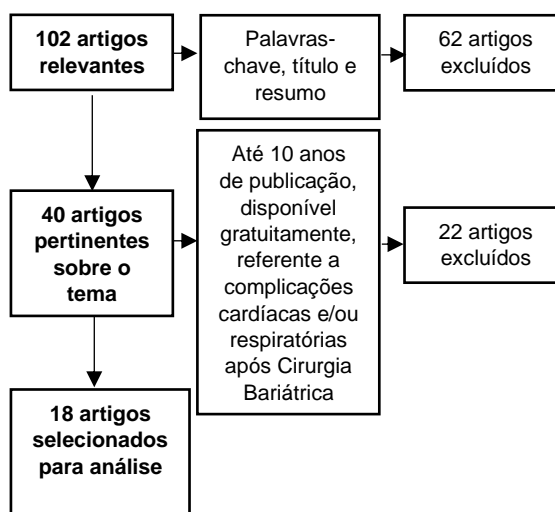 102 artigos
relevantes
Palavras-
chave, título e
resumo
62 artigos
excluídos
40 artigos
pertinentes
sobre o
tema
Até 10 anos
de publicação,
disponível
gratuitamente,
referente a
complicações
cardíacas e/ou
respiratórias
após Cirurgia
Bariátrica
22 artigos
excluídos
18 artigos
selecionados
para análise